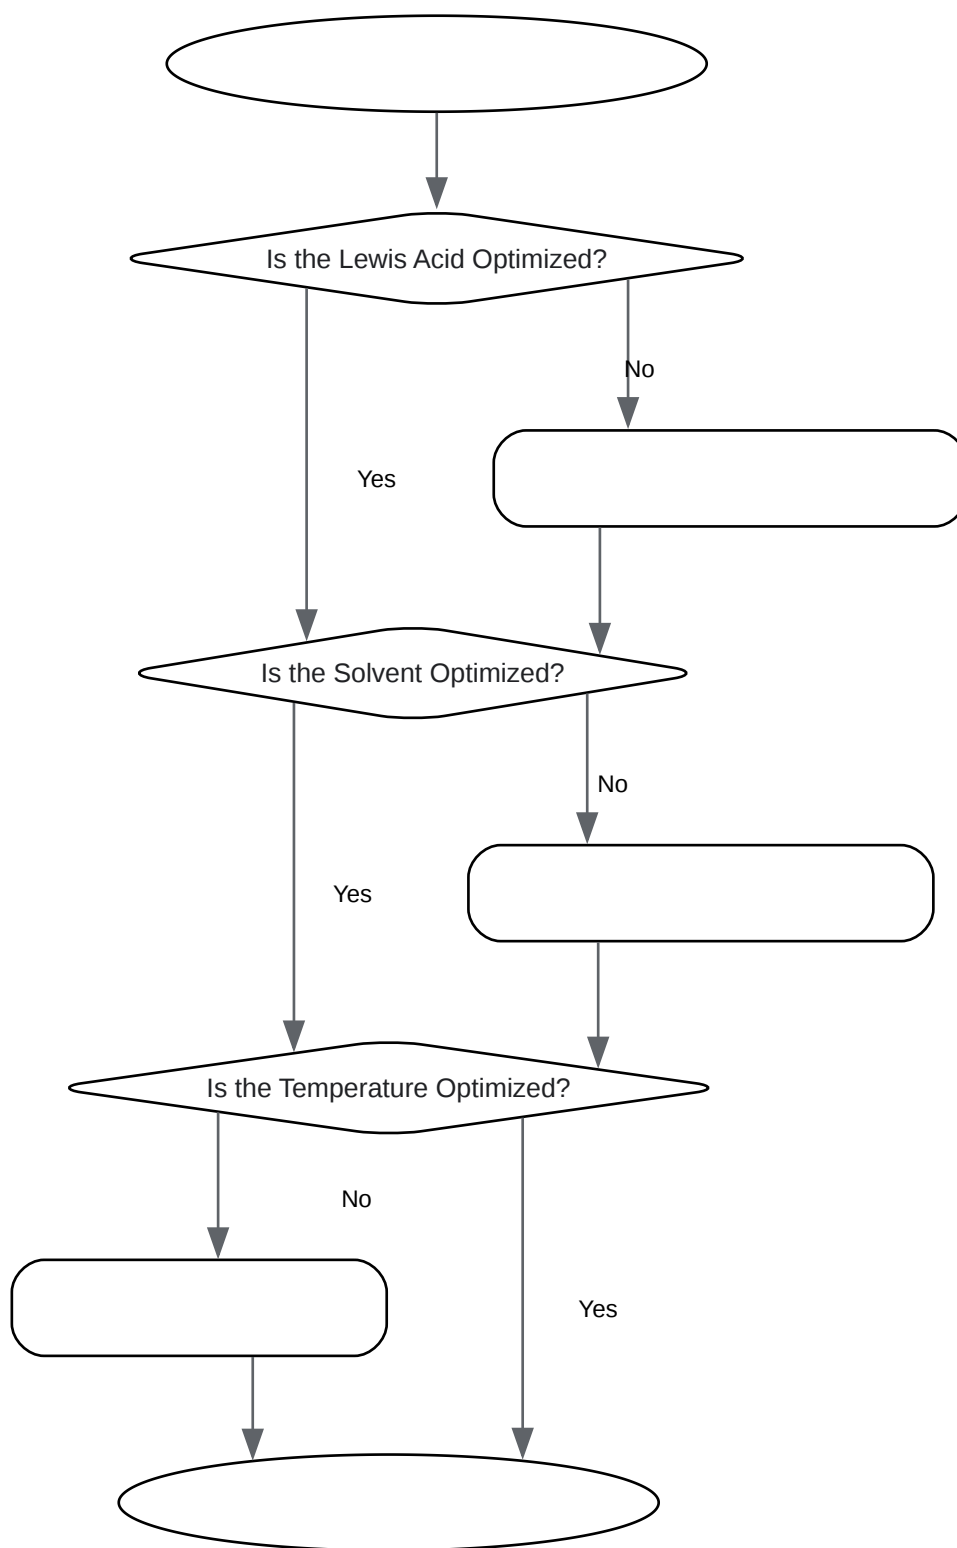 Is the Lewis Acid Optimized?
No
Yes
Is the Solvent Optimized?
No
Yes
Is the Temperature Optimized?
No
Yes